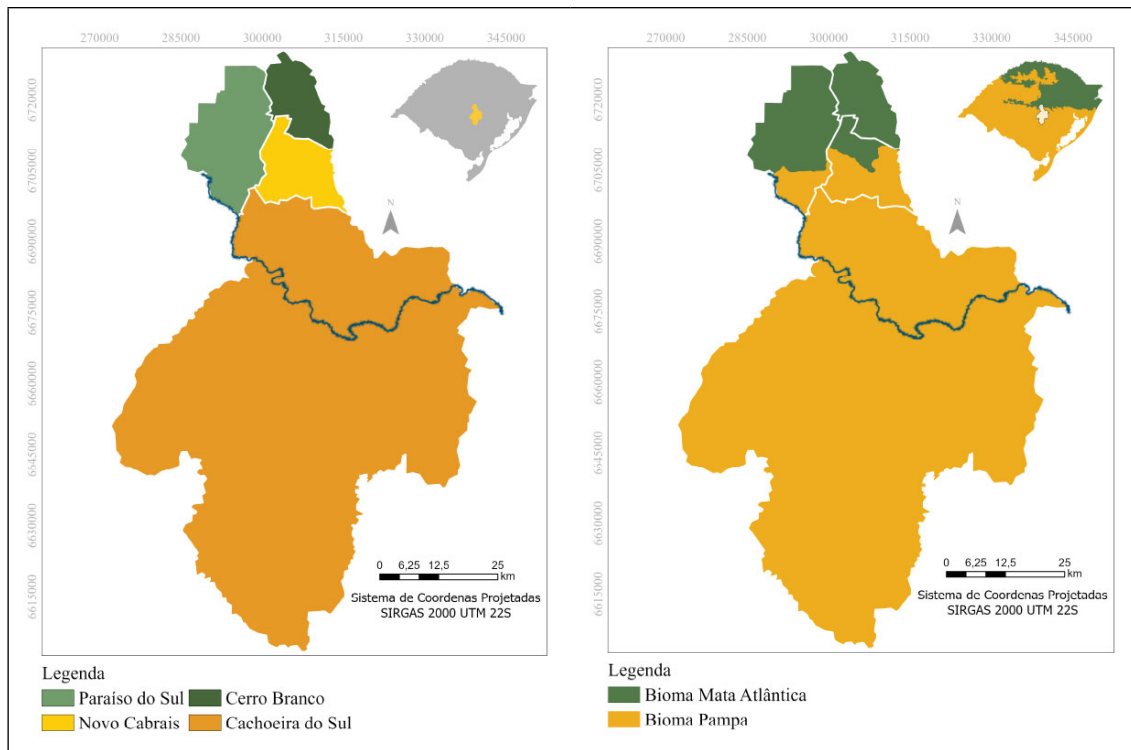 270000 285000 300000 315000 330000 345000
6720000
6705000
6690000
6675000
6660000
6645000
6630000
6615000
N
0 6,25 12,5 25
km
Sistema de Coordenas Projetadas
SIRGAS 2000 UTM 22S
Legenda
Paraíso do Sul Cerro Branco
Novo Cabrais Cachoeira do Sul
270000 285000 300000 315000 330000 345000
6720000
6705000
6690000
6675000
6660000
6645000
6630000
6615000
N
0 6,25 12,5 25
km
Sistema de Coordenas Projetadas
SIRGAS 2000 UTM 22S
Legenda
Bioma Mata Atlântica
Bioma Pampa